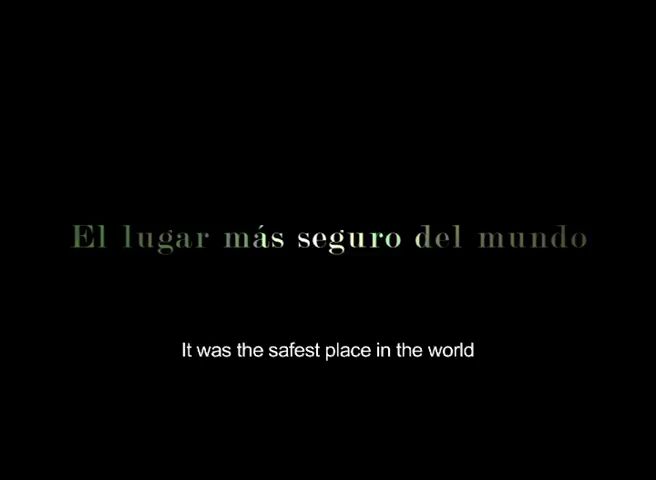 El lugar más seguro del mundo
It was the safest place in the world